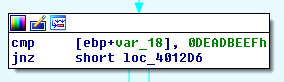 cmp     [ebp+var_18], 0DEADBEEFh
jnz     short loc_4012D6